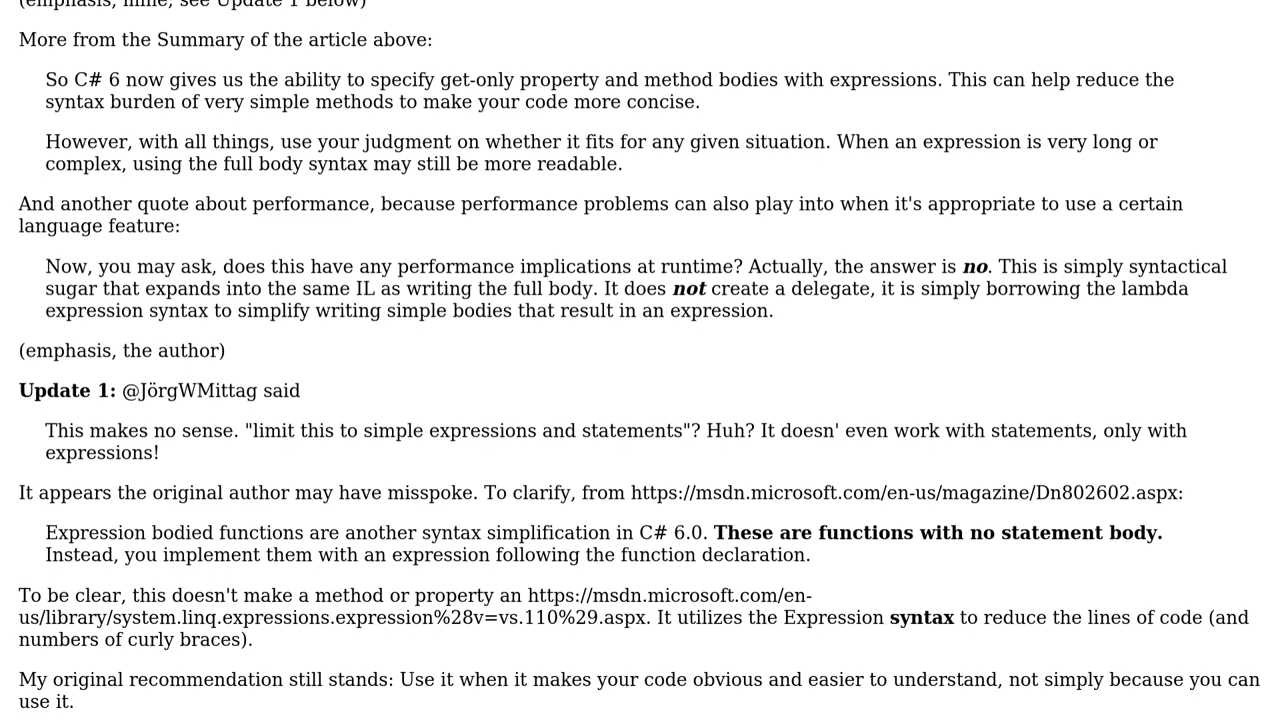 (emphasis, mine, see Update 1 below)
More from the Summary of the article above:
So C# 6 now gives us the ability to specify get-only property and method bodies with expressions. This can help reduce the
syntax burden of very simple methods to make your code more concise.
However, with all things, use your judgment on whether it fits for any given situation. When an expression is very long or
complex, using the full body syntax may still be more readable.
And another quote about performance, because performance problems can also play into when it's appropriate to use a certain
language feature:
Now, you may ask, does this have any performance implications at runtime? Actually, the answer is no. This is simply syntactical
sugar that expands into the same IL as writing the full body. It does not create a delegate, it is simply borrowing the lambda
expression syntax to simplify writing simple bodies that result in an expression.
(emphasis, the author)
Update 1: @JörgWMittag said
This makes no sense. "limit this to simple expressions and statements"? Huh? It doesn' even work with statements, only with
expressions!
It appears the original author may have misspoke. To clarify, from https://msdn.microsoft.com/en-us/magazine/Dn802602.aspx:
Expression bodied functions are another syntax simplification in C# 6.0. These are functions with no statement body.
Instead, you implement them with an expression following the function declaration.
To be clear, this doesn't make a method or property an https://msdn.microsoft.com/en-
us/library/system.linq.expressions.expression%28v=vs.110%29.aspx. It utilizes the Expression syntax to reduce the lines of code (and
numbers of curly braces).
My original recommendation still stands: Use it when it makes your code obvious and easier to understand, not simply because you can
use it.